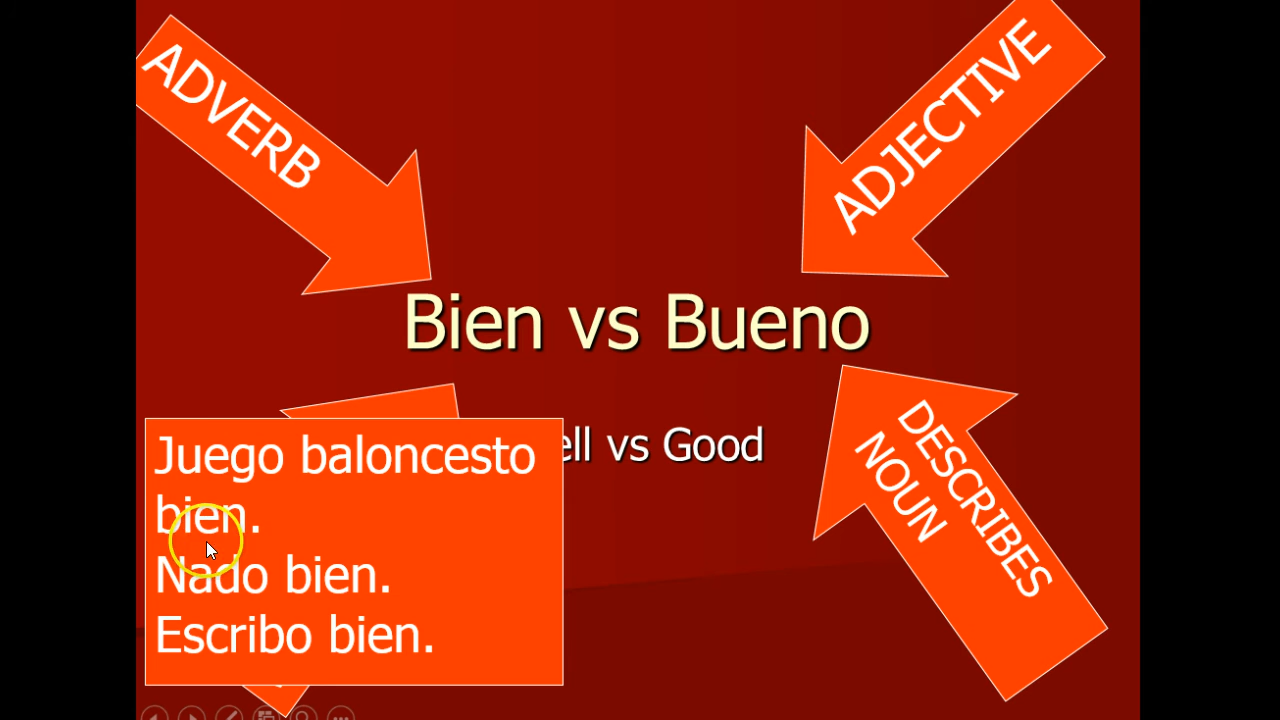 ADVERB
ADJECTIVE
Bien vs Bueno
ell vs Good
Juego baloncesto
bien.
Nado bien.
Escribo bien.
DESCRIBES
NOUN